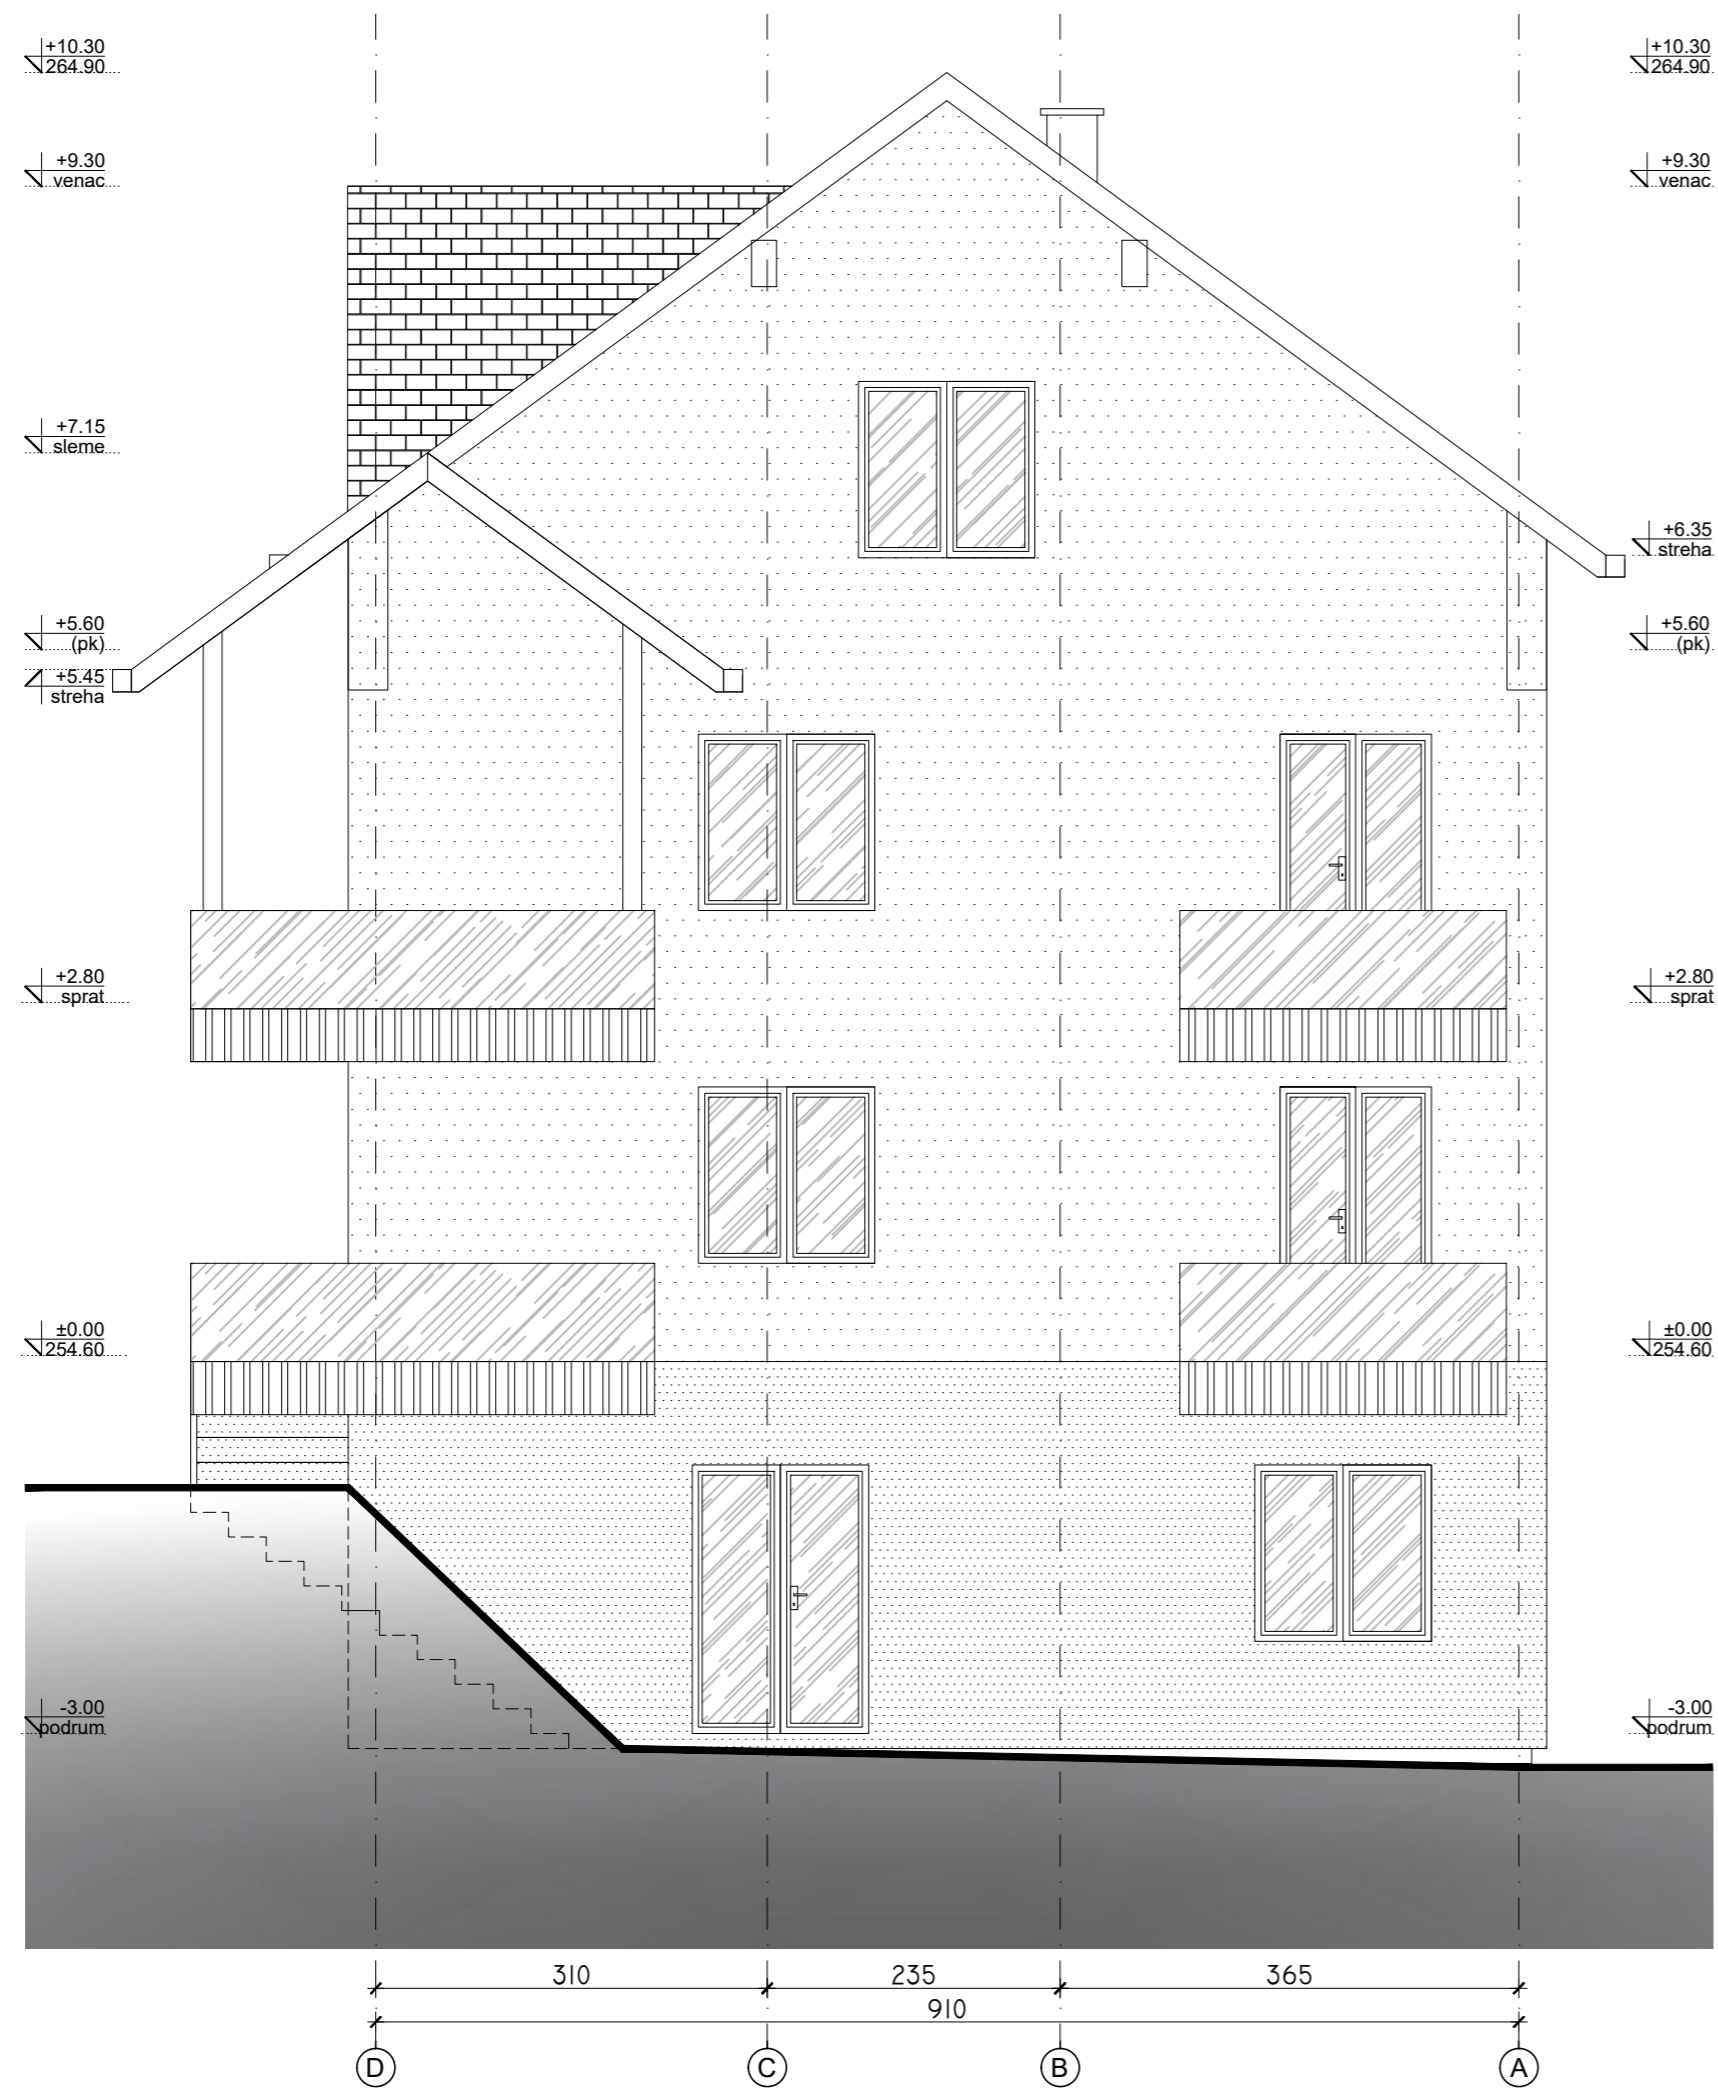 +10.30
264.90
+10.30
264.90
+9.30
venac
+9.30
venac
+7.15
sleme
+6.35
streha
+5.60
(pk)
+5.60
(pk)
+5.45
streha
+2.80
sprat
+2.80
sprat
±0.00
254.60
±0.00
254.60
-3.00
podrum
-3.00
podrum
310 235 365
910
D C B A